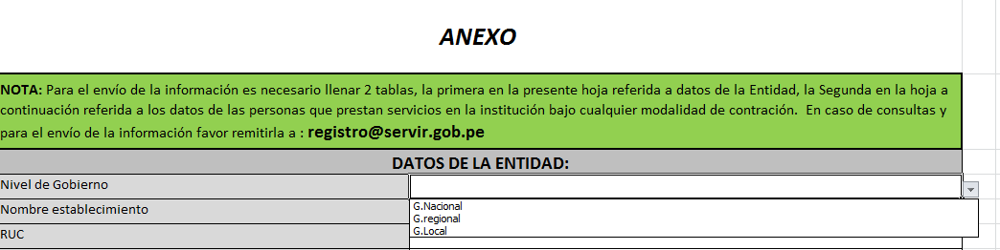 ANEXO
NOTA: Para el envío de la información es necesario llenar 2 tablas, la primera en la presente hoja referida a datos de la Entidad, la Segunda en la hoja a
continuación referida a los datos de las personas que prestan servicios en la institución bajo cualquier modalidad de contración. En caso de consultas y
para el envío de la información favor remitirla a : registro@servir.gob.pe
DATOS DE LA ENTIDAD:
Nivel de Gobierno
G.Nacional
Nombre establecimiento
G.regional
G.Local
RUC